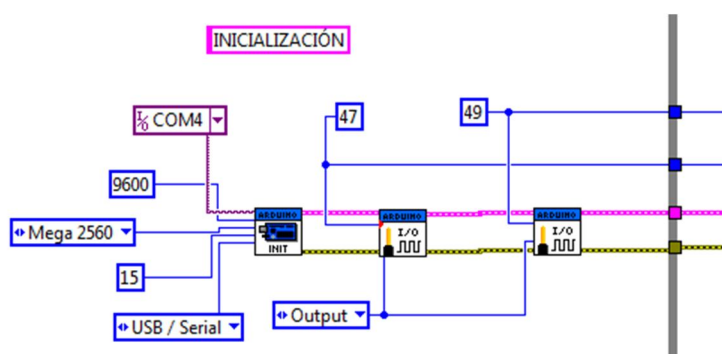 INICIALIZACIÓN
I/O COM4
47
49
9600
ARDUINO
INIT
ARDUINO
I/O
ARDUINO
I/O
Mega 2560
15
Output
USB / Serial